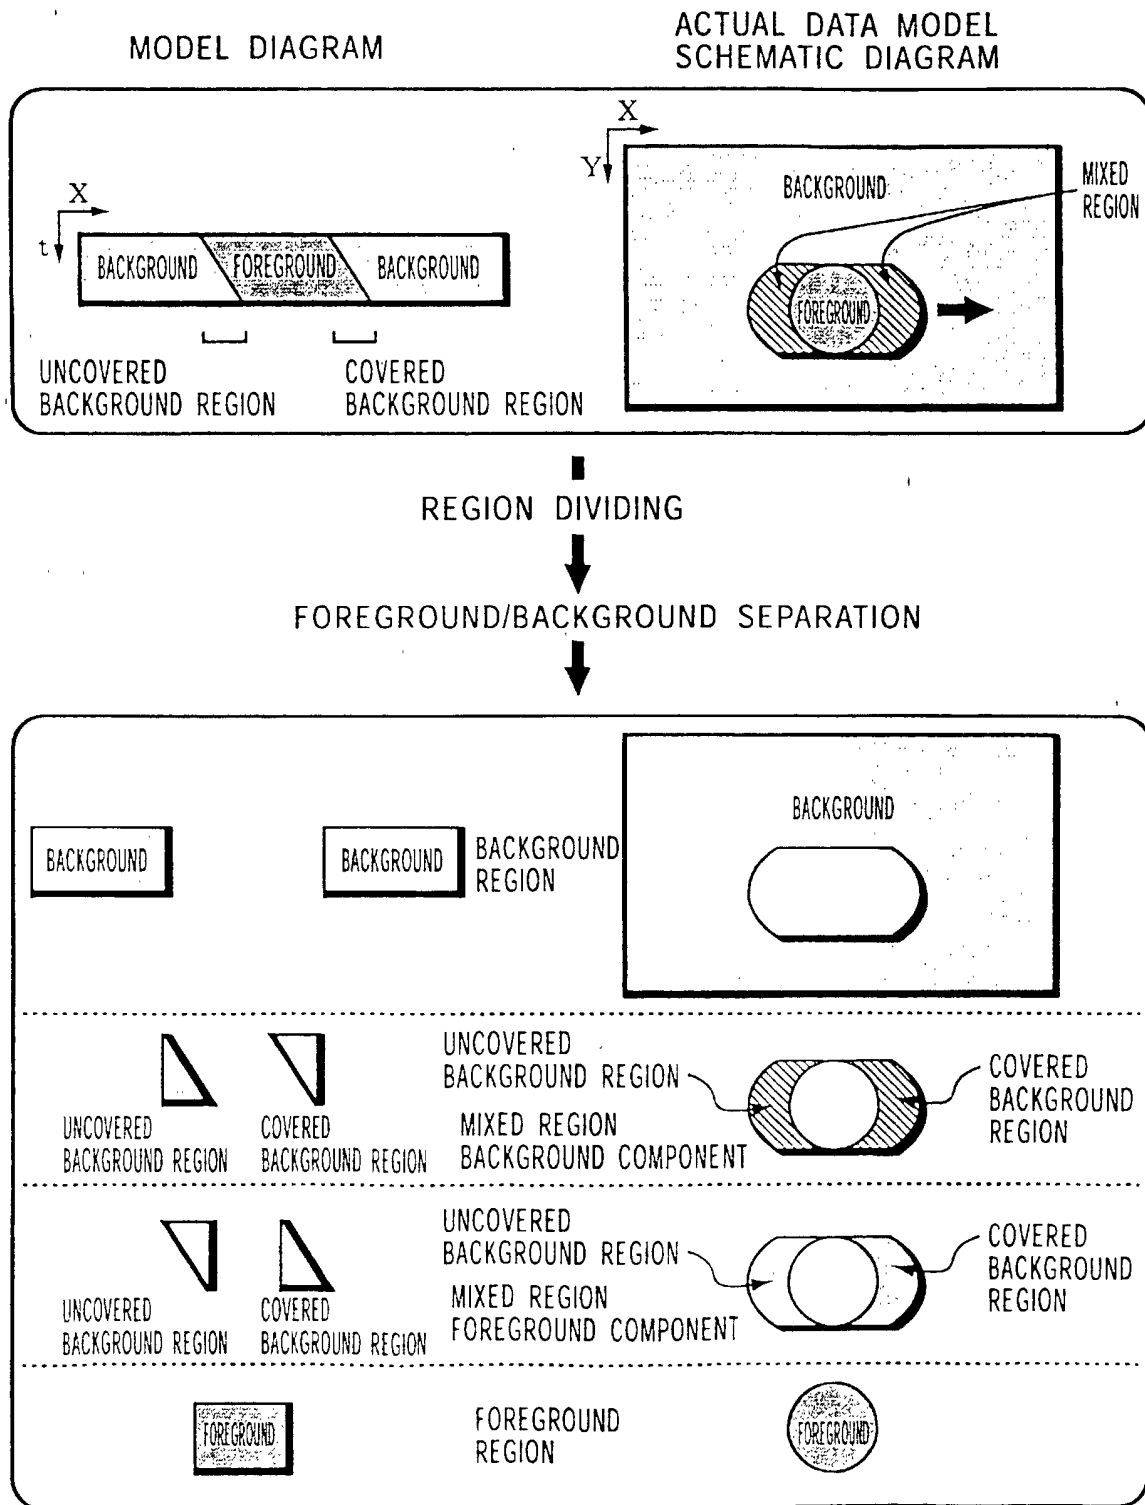 MODEL DIAGRAM
ACTUAL DATA MODEL
SCHEMATIC DIAGRAM
X
t
BACKGROUND
FOREGROUND
BACKGROUND
UNCOVERED
BACKGROUND REGION
COVERED
BACKGROUND REGION
X
Y
BACKGROUND
MIXED
REGION
FOREGROUND
REGION DIVIDING
FOREGROUND/BACKGROUND SEPARATION
BACKGROUND
BACKGROUND
BACKGROUND
REGION
BACKGROUND
UNCOVERED
BACKGROUND REGION
COVERED
BACKGROUND REGION
UNCOVERED
BACKGROUND REGION
MIXED REGION
BACKGROUND COMPONENT
COVERED
BACKGROUND
REGION
UNCOVERED
BACKGROUND REGION
COVERED
BACKGROUND REGION
UNCOVERED
BACKGROUND REGION
MIXED REGION
FOREGROUND COMPONENT
COVERED
BACKGROUND
REGION
FOREGROUND
FOREGROUND
REGION
FOREGROUND